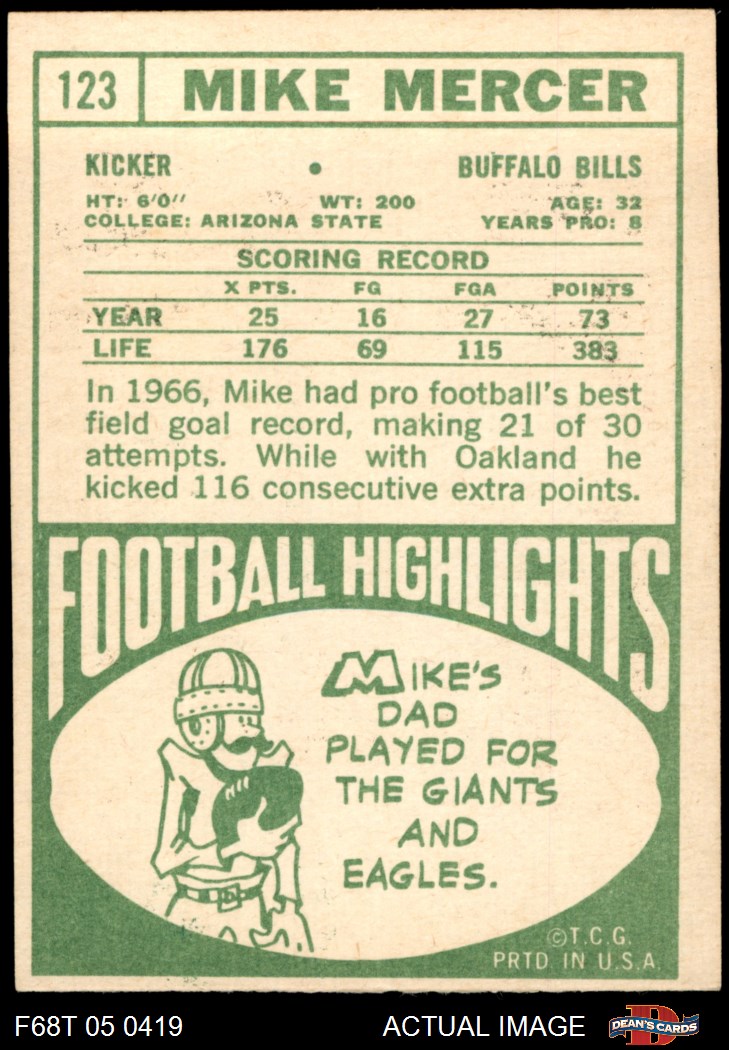 123 MIKE MERCER
KICKER • BUFFALO BILLS
HT: 6'0" WT: 200 AGE: 32
COLLEGE: ARIZONA STATE YEARS PRO: 8
SCORING RECORD
X PTS. FG FGA POINTS
YEAR 25 16 27 73
LIFE 176 69 115 383
In 1966, Mike had pro football's best
field goal record, making 21 of 30
attempts. While with Oakland he
kicked 116 consecutive extra points.
FOOTBALL HIGHLIGHTS
MIKE'S
DAD
PLAYED FOR
THE GIANTS
AND
EAGLES.
©T.C.G.
PRTD. IN U.S.A.
F68T 05 0419 ACTUAL IMAGE D DEAN'S CARDS